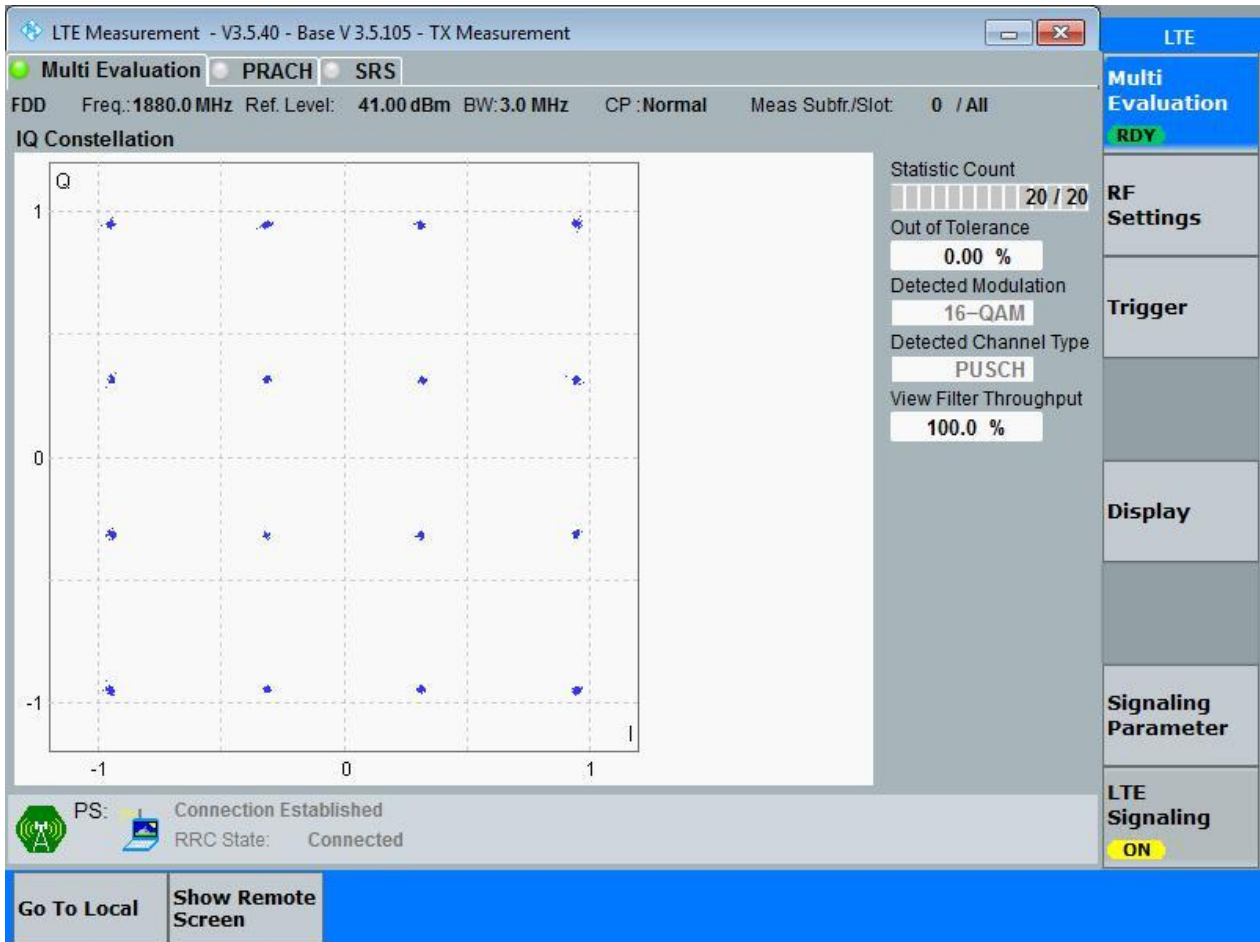 LTE Measurement - V3.5.40 - Base V 3.5.105 - TX Measurement
LTE
Multi Evaluation PRACH SRS
Multi
Evaluation
RDY
FDD Freq.: 1880.0 MHz Ref. Level: 41.00 dBm BW: 3.0 MHz CP : Normal Meas Subfr./Slot: 0 / All
IQ Constellation
Q
1
0
-1
I
-1 0 1
Statistic Count
20 / 20
Out of Tolerance
0.00 %
Detected Modulation
16-QAM
Detected Channel Type
PUSCH
View Filter Throughput
100.0 %
RF
Settings
Trigger
Display
Signaling
Parameter
LTE
Signaling
ON
PS: Connection Established
RRC State: Connected
Go To Local
Show Remote
Screen